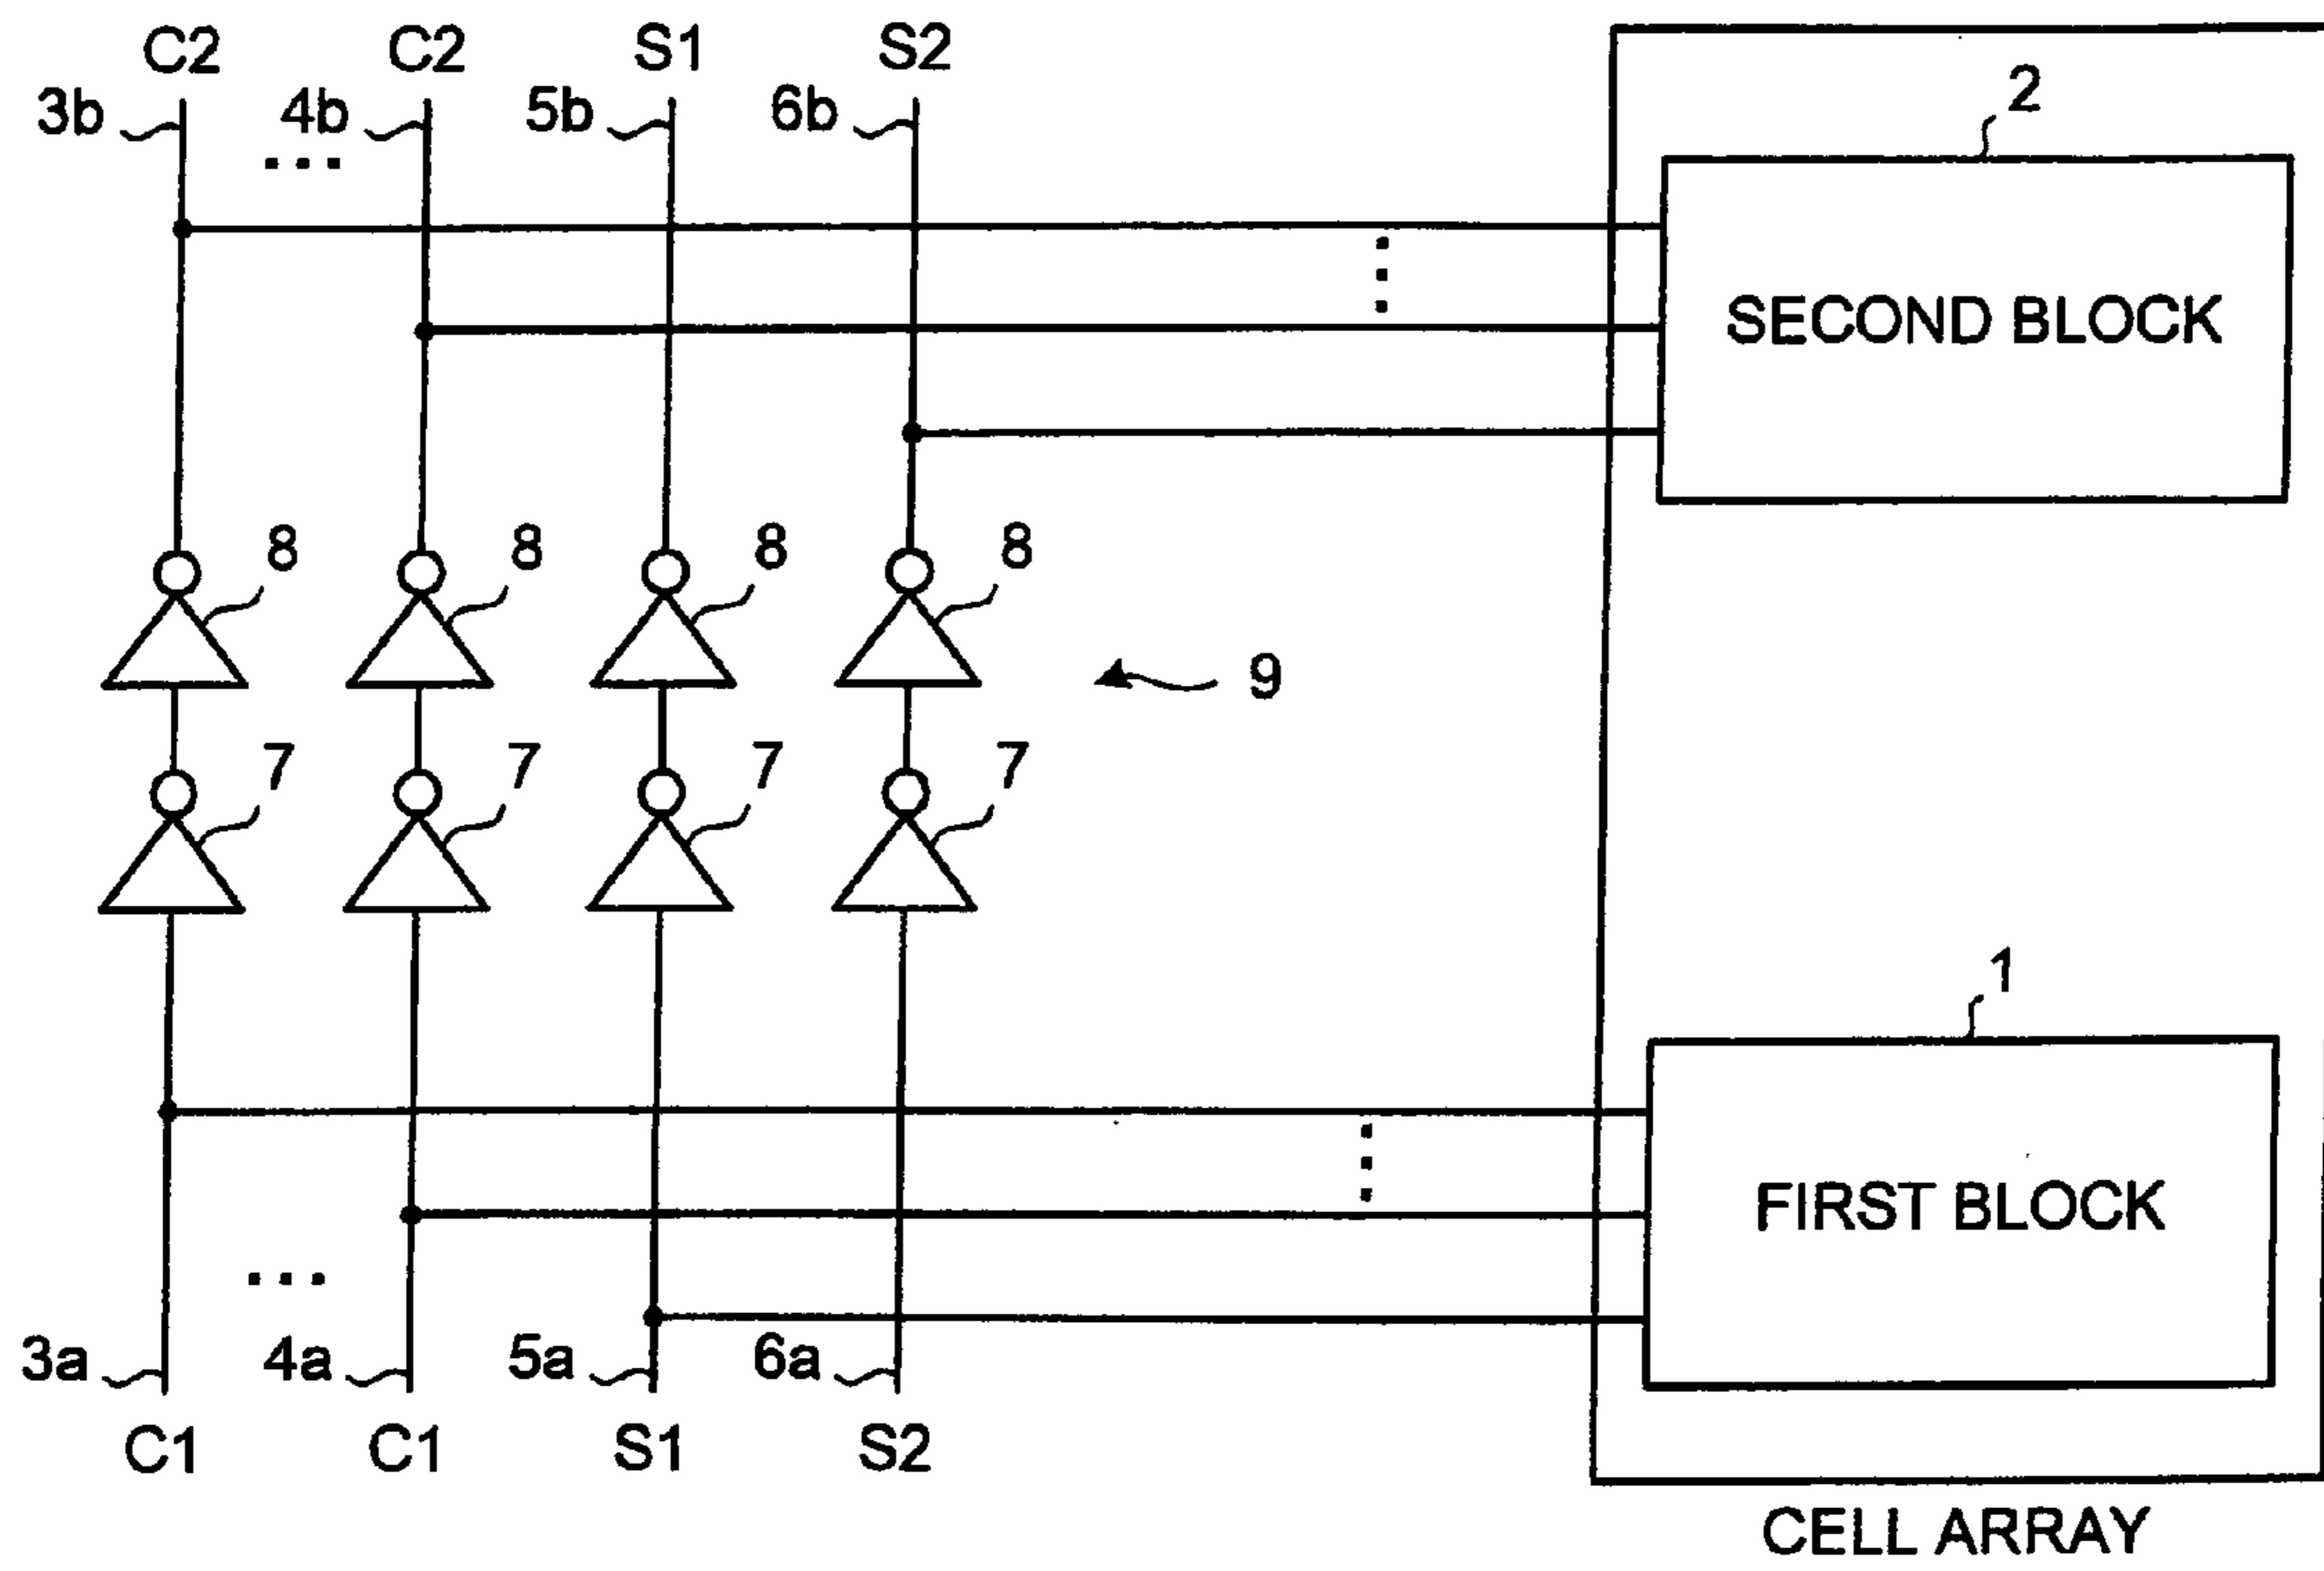 C2 C2 S1 S2
3b 4b 5b 6b
2
SECOND BLOCK
8 8 8 8
9
7 7 7 7
1
FIRST BLOCK
3a 4a 5a 6a
C1 C1 S1 S2
CELL ARRAY